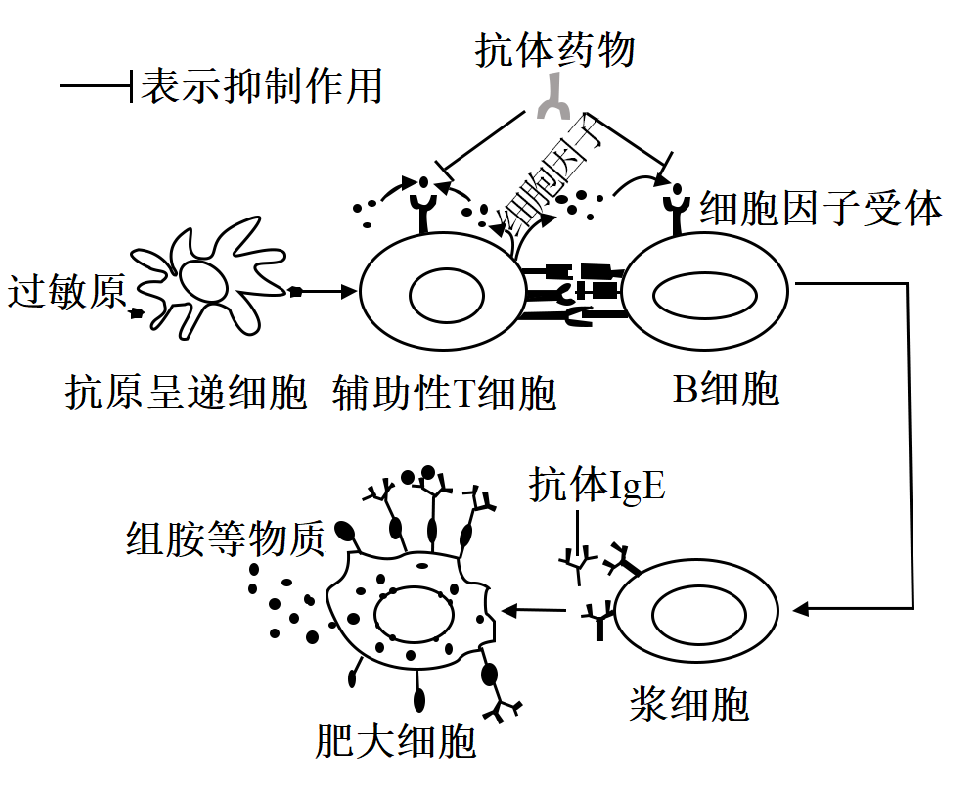 抗体药物
表示抑制作用
细胞因子
细胞因子受体
过敏原
抗原呈递细胞
辅助性T细胞
B细胞
抗体IgE
组胺等物质
浆细胞
肥大细胞